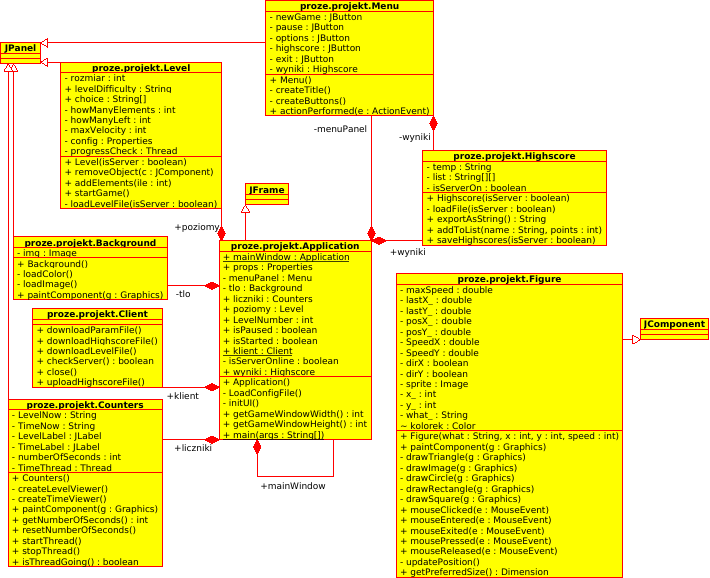 proze.projekt.Menu
- newGame : JButton
- pause : JButton
- options : JButton
- highscore : JButton
- exit : JButton
- wyniki : Highscore
+ Menu()
- createTitle()
- createButtons()
+ actionPerformed(e : ActionEvent)
JPanel
proze.projekt.Level
- rozmiar : int
+ levelDifficulty : String
+ choice : String[]
- howManyElements : int
- howManyLeft : int
- maxVelocity : int
- config : Properties
- progressCheck : Thread
+ Level(isServer : boolean)
+ removeObject(c : JComponent)
+ addElements(ile : int)
+ startGame()
- loadLevelFile(isServer : boolean)
-menuPanel
-wyniki
proze.projekt.Highscore
- temp : String
- list : String[][]
- isServerOn : boolean
+ Highscore(isServer : boolean)
- loadFile(isServer : boolean)
+ exportAsString() : String
+ addToList(name : String, points : int)
+ saveHighscores(isServer : boolean)
JFrame
+poziomy
+wyniki
proze.projekt.Background
- img : Image
+ Background()
- loadColor()
- loadImage()
+ paintComponent(g : Graphics)
-tlo
proze.projekt.Application
+ mainWindow : Application
+ props : Properties
- menuPanel : Menu
- tlo : Background
+ liczniki : Counters
+ poziomy : Level
+ LevelNumber : int
+ isPaused : boolean
+ isStarted : boolean
+ klient : Client
- isServerOnline : boolean
+ wyniki : Highscore
+ Application()
- LoadConfigFile()
- initUI()
+ getGameWindowWidth() : int
+ getGameWindowHeight() : int
+ main(args : String[])
+mainWindow
proze.projekt.Client
+ downloadParamFile()
+ downloadHighscoreFile()
+ downloadLevelFile()
+ checkServer() : boolean
+ close()
+ uploadHighscoreFile()
+klient
proze.projekt.Counters
- LevelNow : String
- TimeNow : String
- LevelLabel : JLabel
- TimeLabel : JLabel
- numberOfSeconds : int
- TimeThread : Thread
+ Counters()
- createLevelViewer()
- createTimeViewer()
+ paintComponent(g : Graphics)
+ getNumberOfSeconds() : int
+ resetNumberOfSeconds()
+ startThread()
+ stopThread()
+ isThreadGoing() : boolean
+liczniki
proze.projekt.Figure
- maxSpeed : double
- lastX_ : double
- lastY_ : double
- posX_ : double
- posY_ : double
- SpeedX : double
- SpeedY : double
- dirX : boolean
- dirY : boolean
- sprite : Image
- x_ : int
- y_ : int
- what_ : String
~ kolorek : Color
+ Figure(what : String, x : int, y : int, speed : int)
+ paintComponent(g : Graphics)
- drawTriangle(g : Graphics)
- drawImage(g : Graphics)
- drawCircle(g : Graphics)
- drawRectangle(g : Graphics)
- drawSquare(g : Graphics)
+ mouseClicked(e : MouseEvent)
+ mouseEntered(e : MouseEvent)
+ mouseExited(e : MouseEvent)
+ mousePressed(e : MouseEvent)
+ mouseReleased(e : MouseEvent)
- updatePosition()
+ getPreferredSize() : Dimension
JComponent